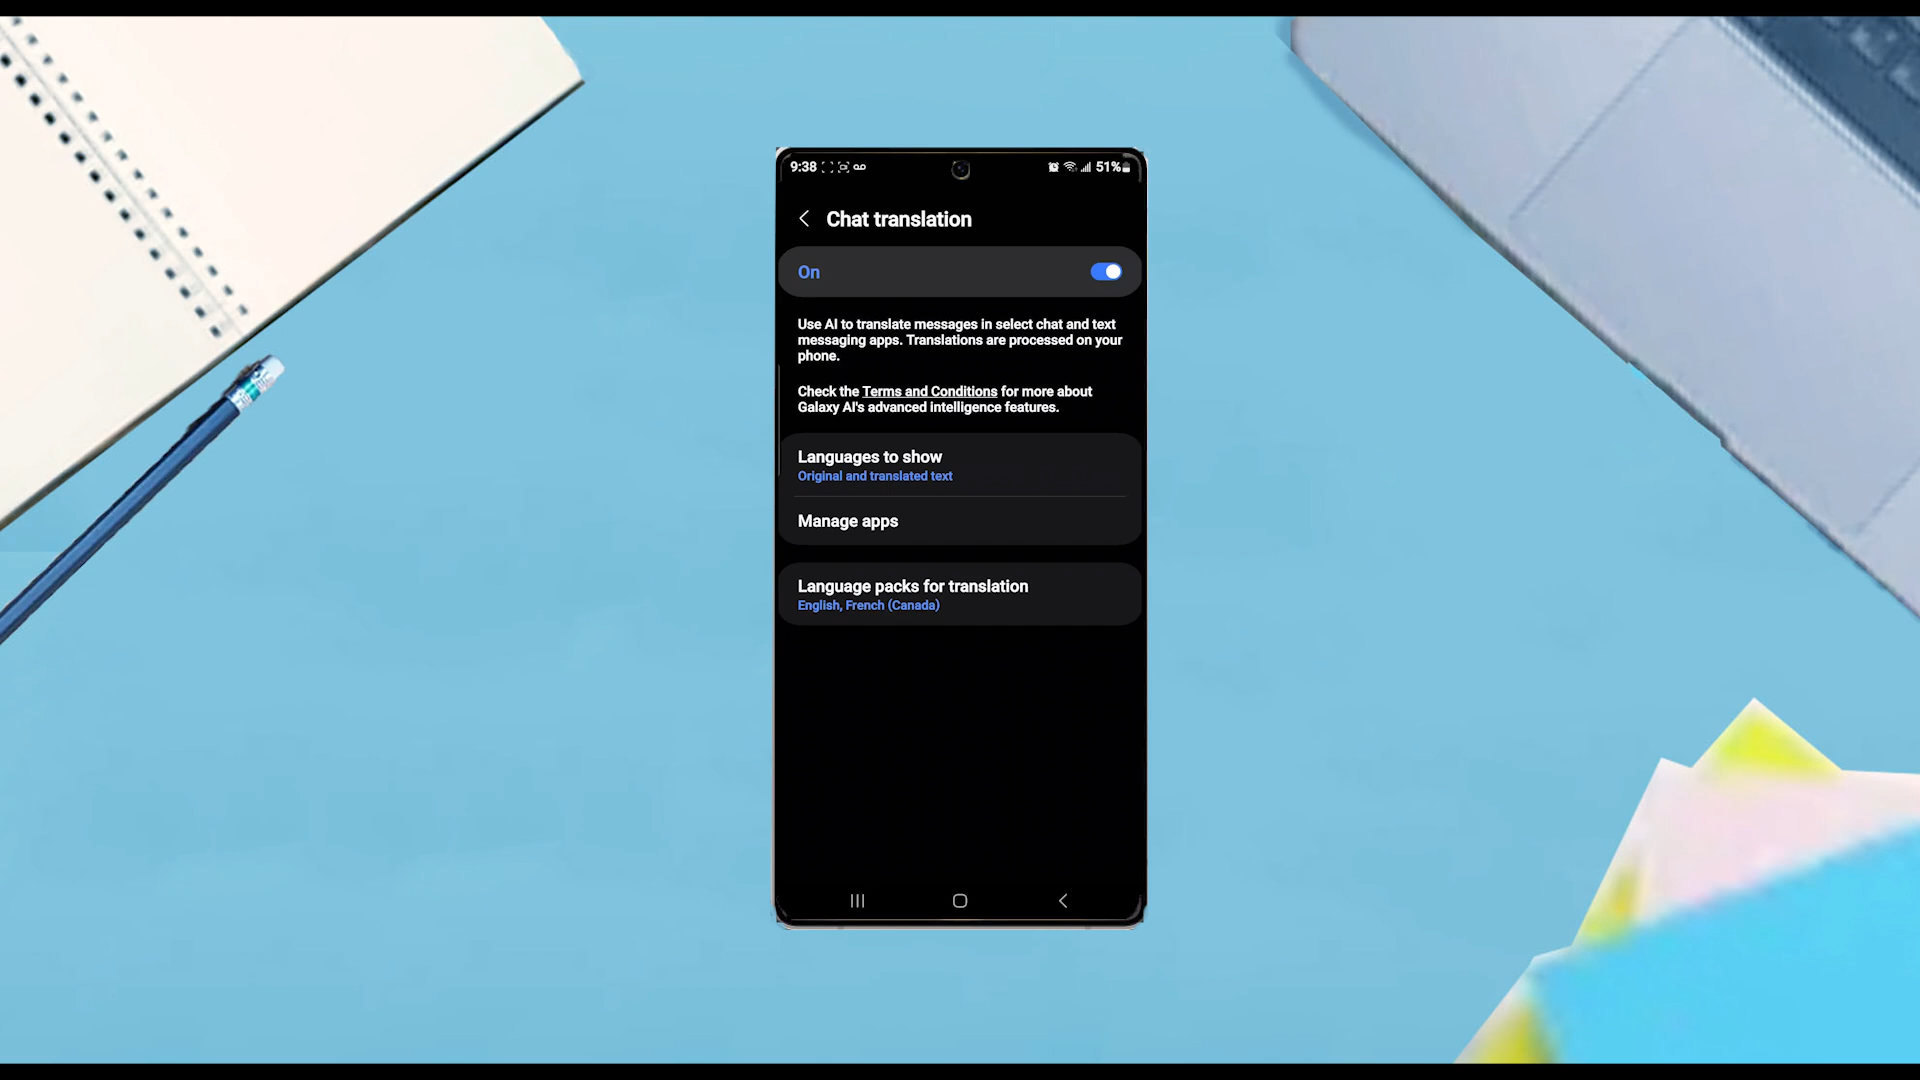 9:38
51%
Chat translation
On
Use AI to translate messages in select chat and text
messaging apps. Translations are processed on your
phone.
Check the Terms and Conditions for more about
Galaxy AI's advanced intelligence features.
Languages to show
Original and translated text
Manage apps
Language packs for translation
English, French (Canada)